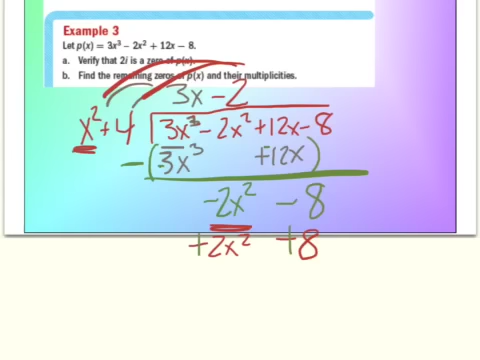 Example 3
Let p(x) = 3x³ − 2x² + 12x − 8.
a. Verify that 2i is a zero of p(x).
b. Find the remaining zeros of p(x) and their multiplicities.
3x − 2
x² + 4 3x³ − 2x² + 12x − 8
− (3x³ + 12x)
−2x² − 8
+2x² +8